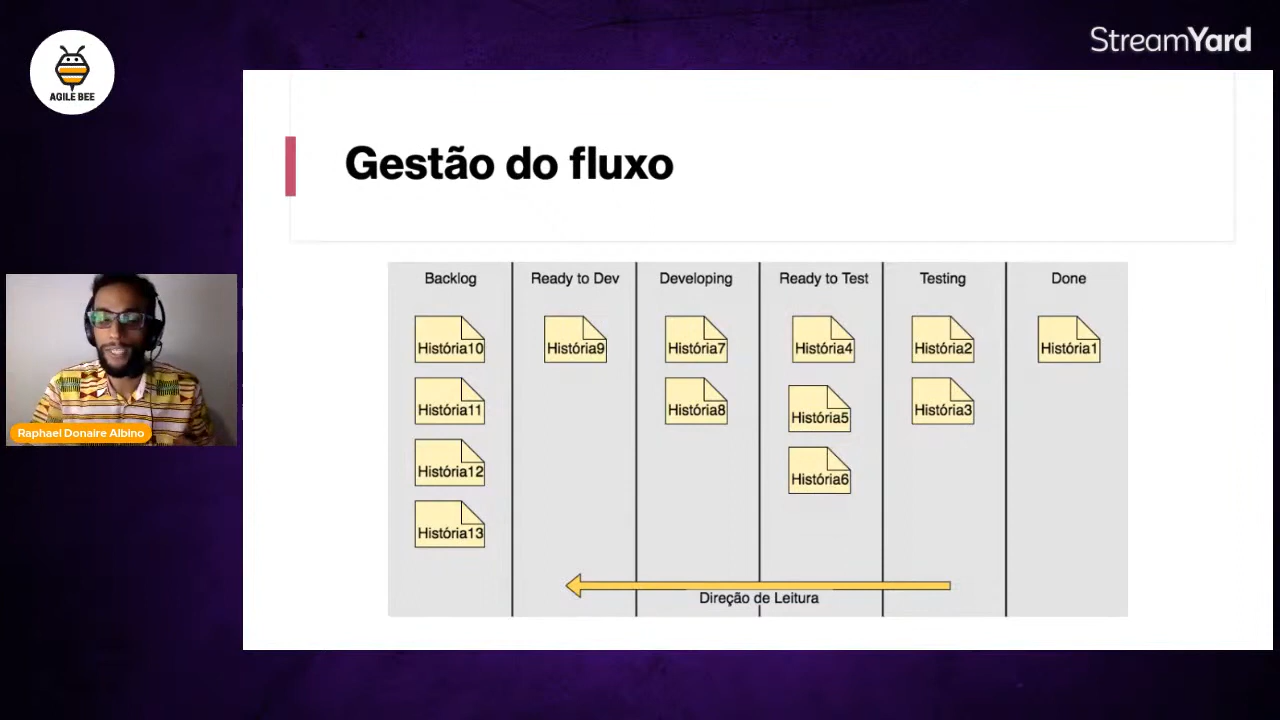 AGILE BEE
StreamYard
Gestão do fluxo
Raphael Donaire Albino
Backlog
Ready to Dev
Developing
Ready to Test
Testing
Done
História10
História9
História7
História4
História2
História1
História11
História8
História5
História3
História12
História6
História13
Direção de Leitura